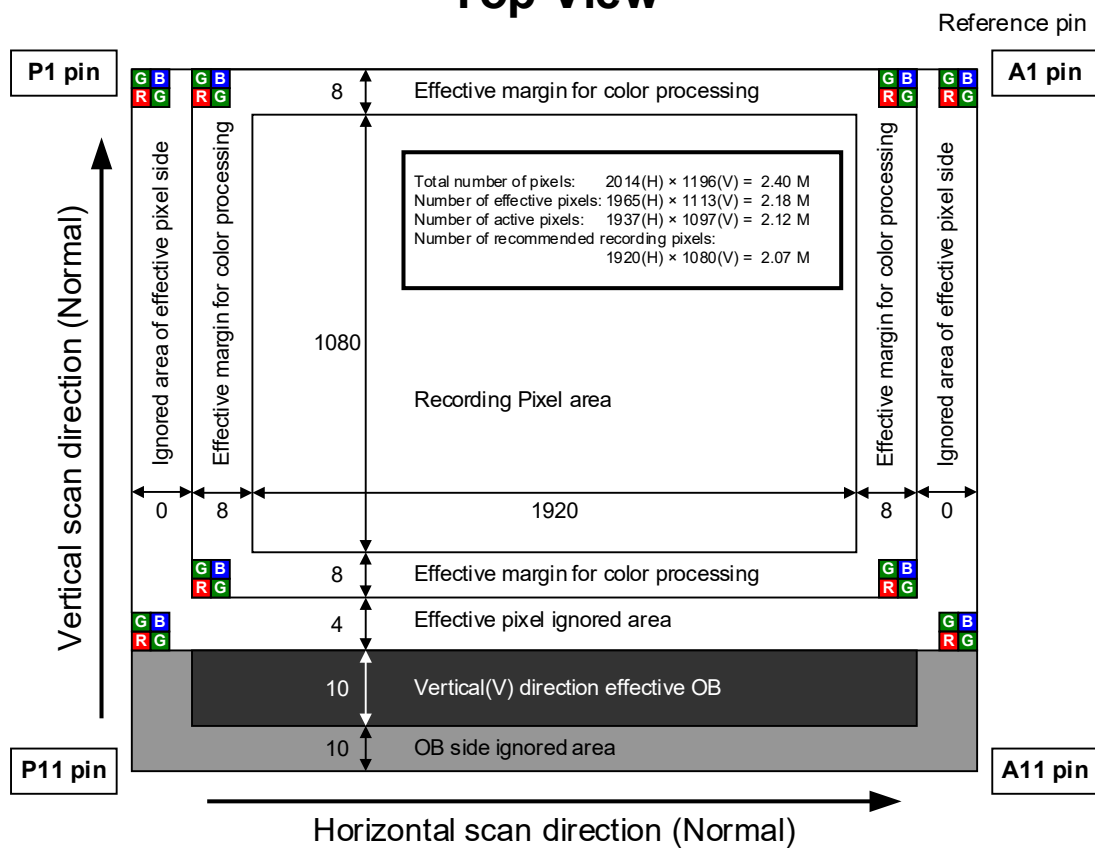 Top View
Reference pin
P1 pin
A1 pin
G B
R G
G B
R G
G B
R G
G B
R G
8
Effective margin for color processing
Total number of pixels: 2014(H) × 1196(V) = 2.40 M
Number of effective pixels: 1965(H) × 1113(V) = 2.18 M
Number of active pixels: 1937(H) × 1097(V) = 2.12 M
Number of recommended recording pixels:
1920(H) × 1080(V) = 2.07 M
Vertical scan direction (Normal)
Ignored area of effective pixel side
Effective margin for color processing
1080
Recording Pixel area
Effective margin for color processing
Ignored area of effective pixel side
0
8
1920
8
0
G B
R G
8
Effective margin for color processing
G B
R G
G B
R G
4
Effective pixel ignored area
G B
R G
10
Vertical(V) direction effective OB
10
OB side ignored area
P11 pin
A11 pin
Horizontal scan direction (Normal)